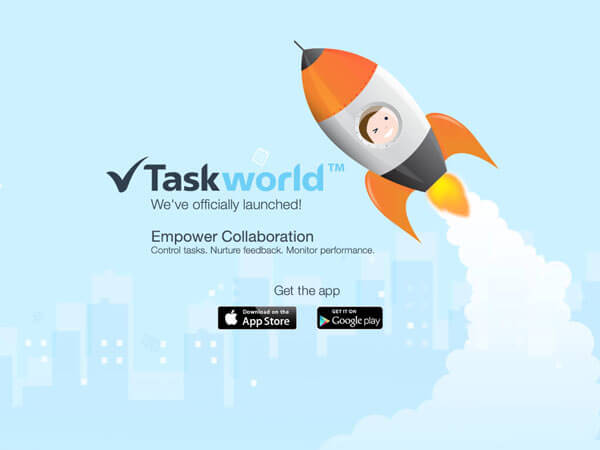 Taskworld™
We've officially launched!
Empower Collaboration
Control tasks. Nurture feedback. Monitor performance.
Get the app
Download on the
App Store
GET IT ON
Google play